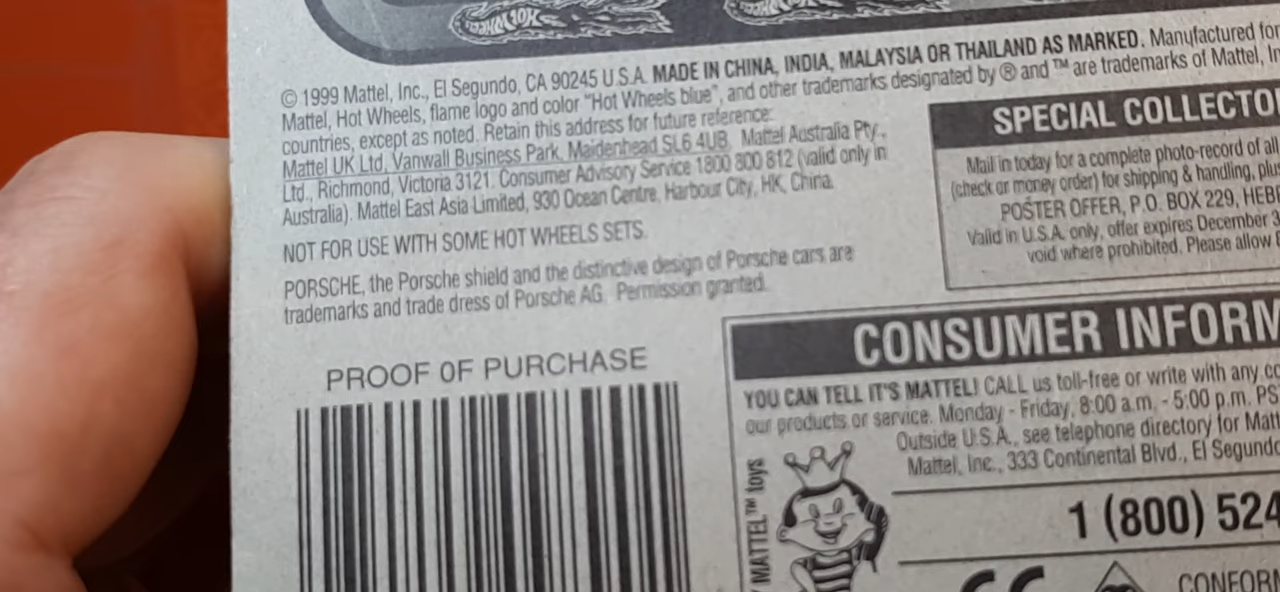 HOT WHEELS
© 1999 Mattel, Inc., El Segundo, CA 90245 U.S.A. MADE IN CHINA, INDIA, MALAYSIA OR THAILAND AS MARKED. Manufactured for
Mattel, Hot Wheels, flame logo and color "Hot Wheels blue", and other trademarks designated by ® and ™ are trademarks of Mattel, In
countries, except as noted. Retain this address for future reference:
Mattel UK Ltd, Vanwall Business Park, Maidenhead SL6 4UB. Mattel Australia Pty.,
Ltd., Richmond, Victoria 3121. Consumer Advisory Service 1800 800 812 (valid only in
Australia). Mattel East Asia Limited, 930 Ocean Centre, Harbour City, HK, China.
NOT FOR USE WITH SOME HOT WHEELS SETS.
PORSCHE, the Porsche shield and the distinctive design of Porsche cars are
trademarks and trade dress of Porsche AG. Permission granted.
SPECIAL COLLECTO
Mail in today for a complete photo-record of all
(check or money order) for shipping & handling, plu
POSTER OFFER, P.O. BOX 229, HEB
Valid in U.S.A. only, offer expires December 3
void where prohibited. Please allow
PROOF OF PURCHASE
CONSUMER INFORM
YOU CAN TELL IT'S MATTEL! CALL us toll-free or write with any co
our products or service. Monday - Friday, 8:00 a.m. - 5:00 p.m. PS
Outside U.S.A., see telephone directory for Matt
Mattel, Inc., 333 Continental Blvd., El Segundo
1 (800) 524
MATTEL™ toys
CE
CONFOR